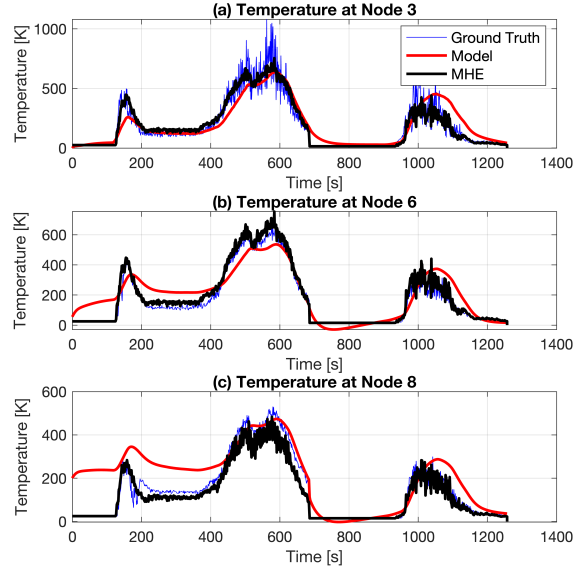 (a) Temperature at Node 3
Temperature [K]
1000
500
0
Ground Truth
Model
MHE
0 200 400 600 800 1000 1200 1400
Time [s]
(b) Temperature at Node 6
Temperature [K]
600
400
200
0
0 200 400 600 800 1000 1200 1400
Time [s]
(c) Temperature at Node 8
Temperature [K]
600
400
200
0
0 200 400 600 800 1000 1200 1400
Time [s]